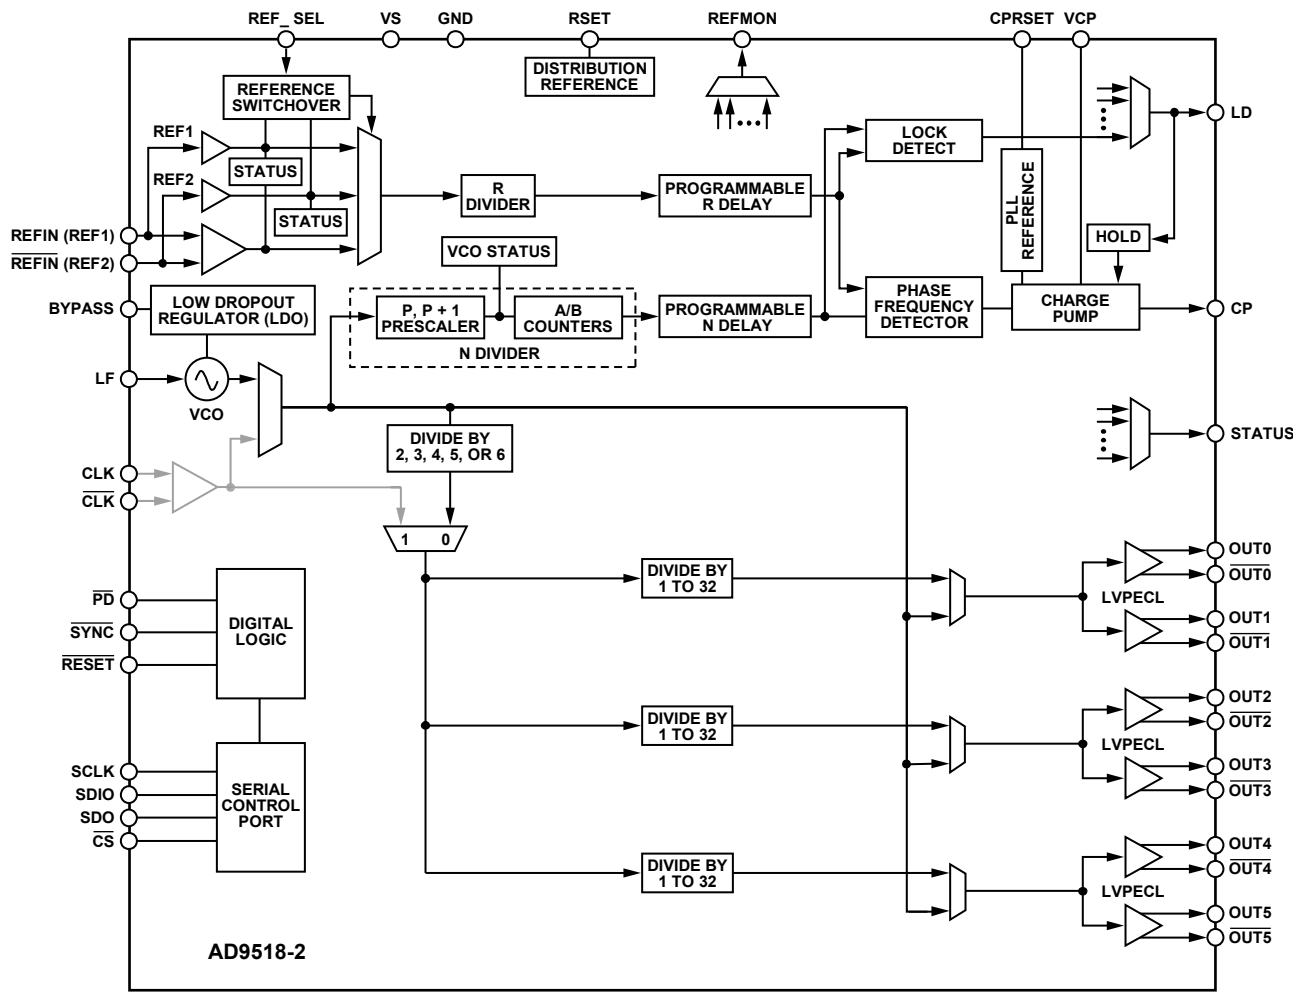 REF_SEL
VS
GND
RSET
REFMON
CPRSET
VCP
DISTRIBUTION
REFERENCE
REFERENCE
SWITCHOVER
REF1
STATUS
REF2
STATUS
REFIN (REF1)
REFIN (REF2)
R
DIVIDER
PROGRAMMABLE
R DELAY
LOCK
DETECT
PLL
REFERENCE
HOLD
LD
VCO STATUS
BYPASS
LOW DROPOUT
REGULATOR (LDO)
P, P + 1
PRESCALER
A/B
COUNTERS
N DIVIDER
PROGRAMMABLE
N DELAY
PHASE
FREQUENCY
DETECTOR
CHARGE
PUMP
CP
LF
VCO
STATUS
DIVIDE BY
2, 3, 4, 5, OR 6
CLK
CLK
1 0
DIVIDE BY
1 TO 32
LVPECL
OUT0
OUT0
OUT1
OUT1
PD
SYNC
RESET
DIGITAL
LOGIC
DIVIDE BY
1 TO 32
LVPECL
OUT2
OUT2
OUT3
OUT3
SCLK
SDIO
SDO
CS
SERIAL
CONTROL
PORT
DIVIDE BY
1 TO 32
LVPECL
OUT4
OUT4
OUT5
OUT5
AD9518-2